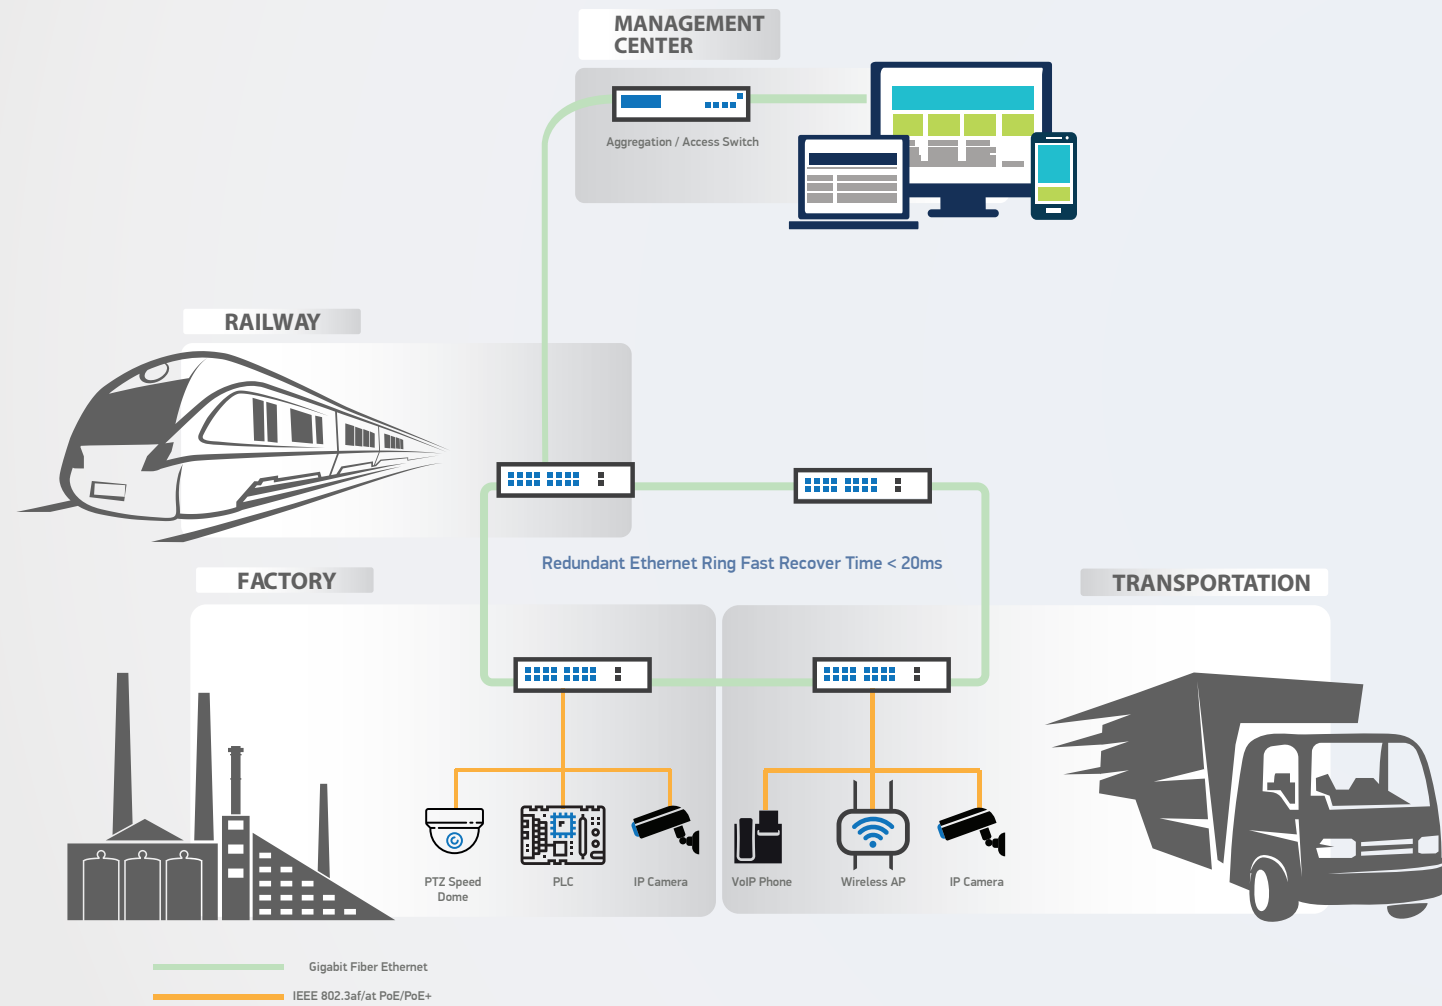 MANAGEMENT
CENTER
Aggregation / Access Switch
RAILWAY
Redundant Ethernet Ring Fast Recover Time < 20ms
FACTORY
TRANSPORTATION
PTZ Speed
Dome
PLC
IP Camera
VoIP Phone
Wireless AP
IP Camera
Gigabit Fiber Ethernet
IEEE 802.3af/at PoE/PoE+